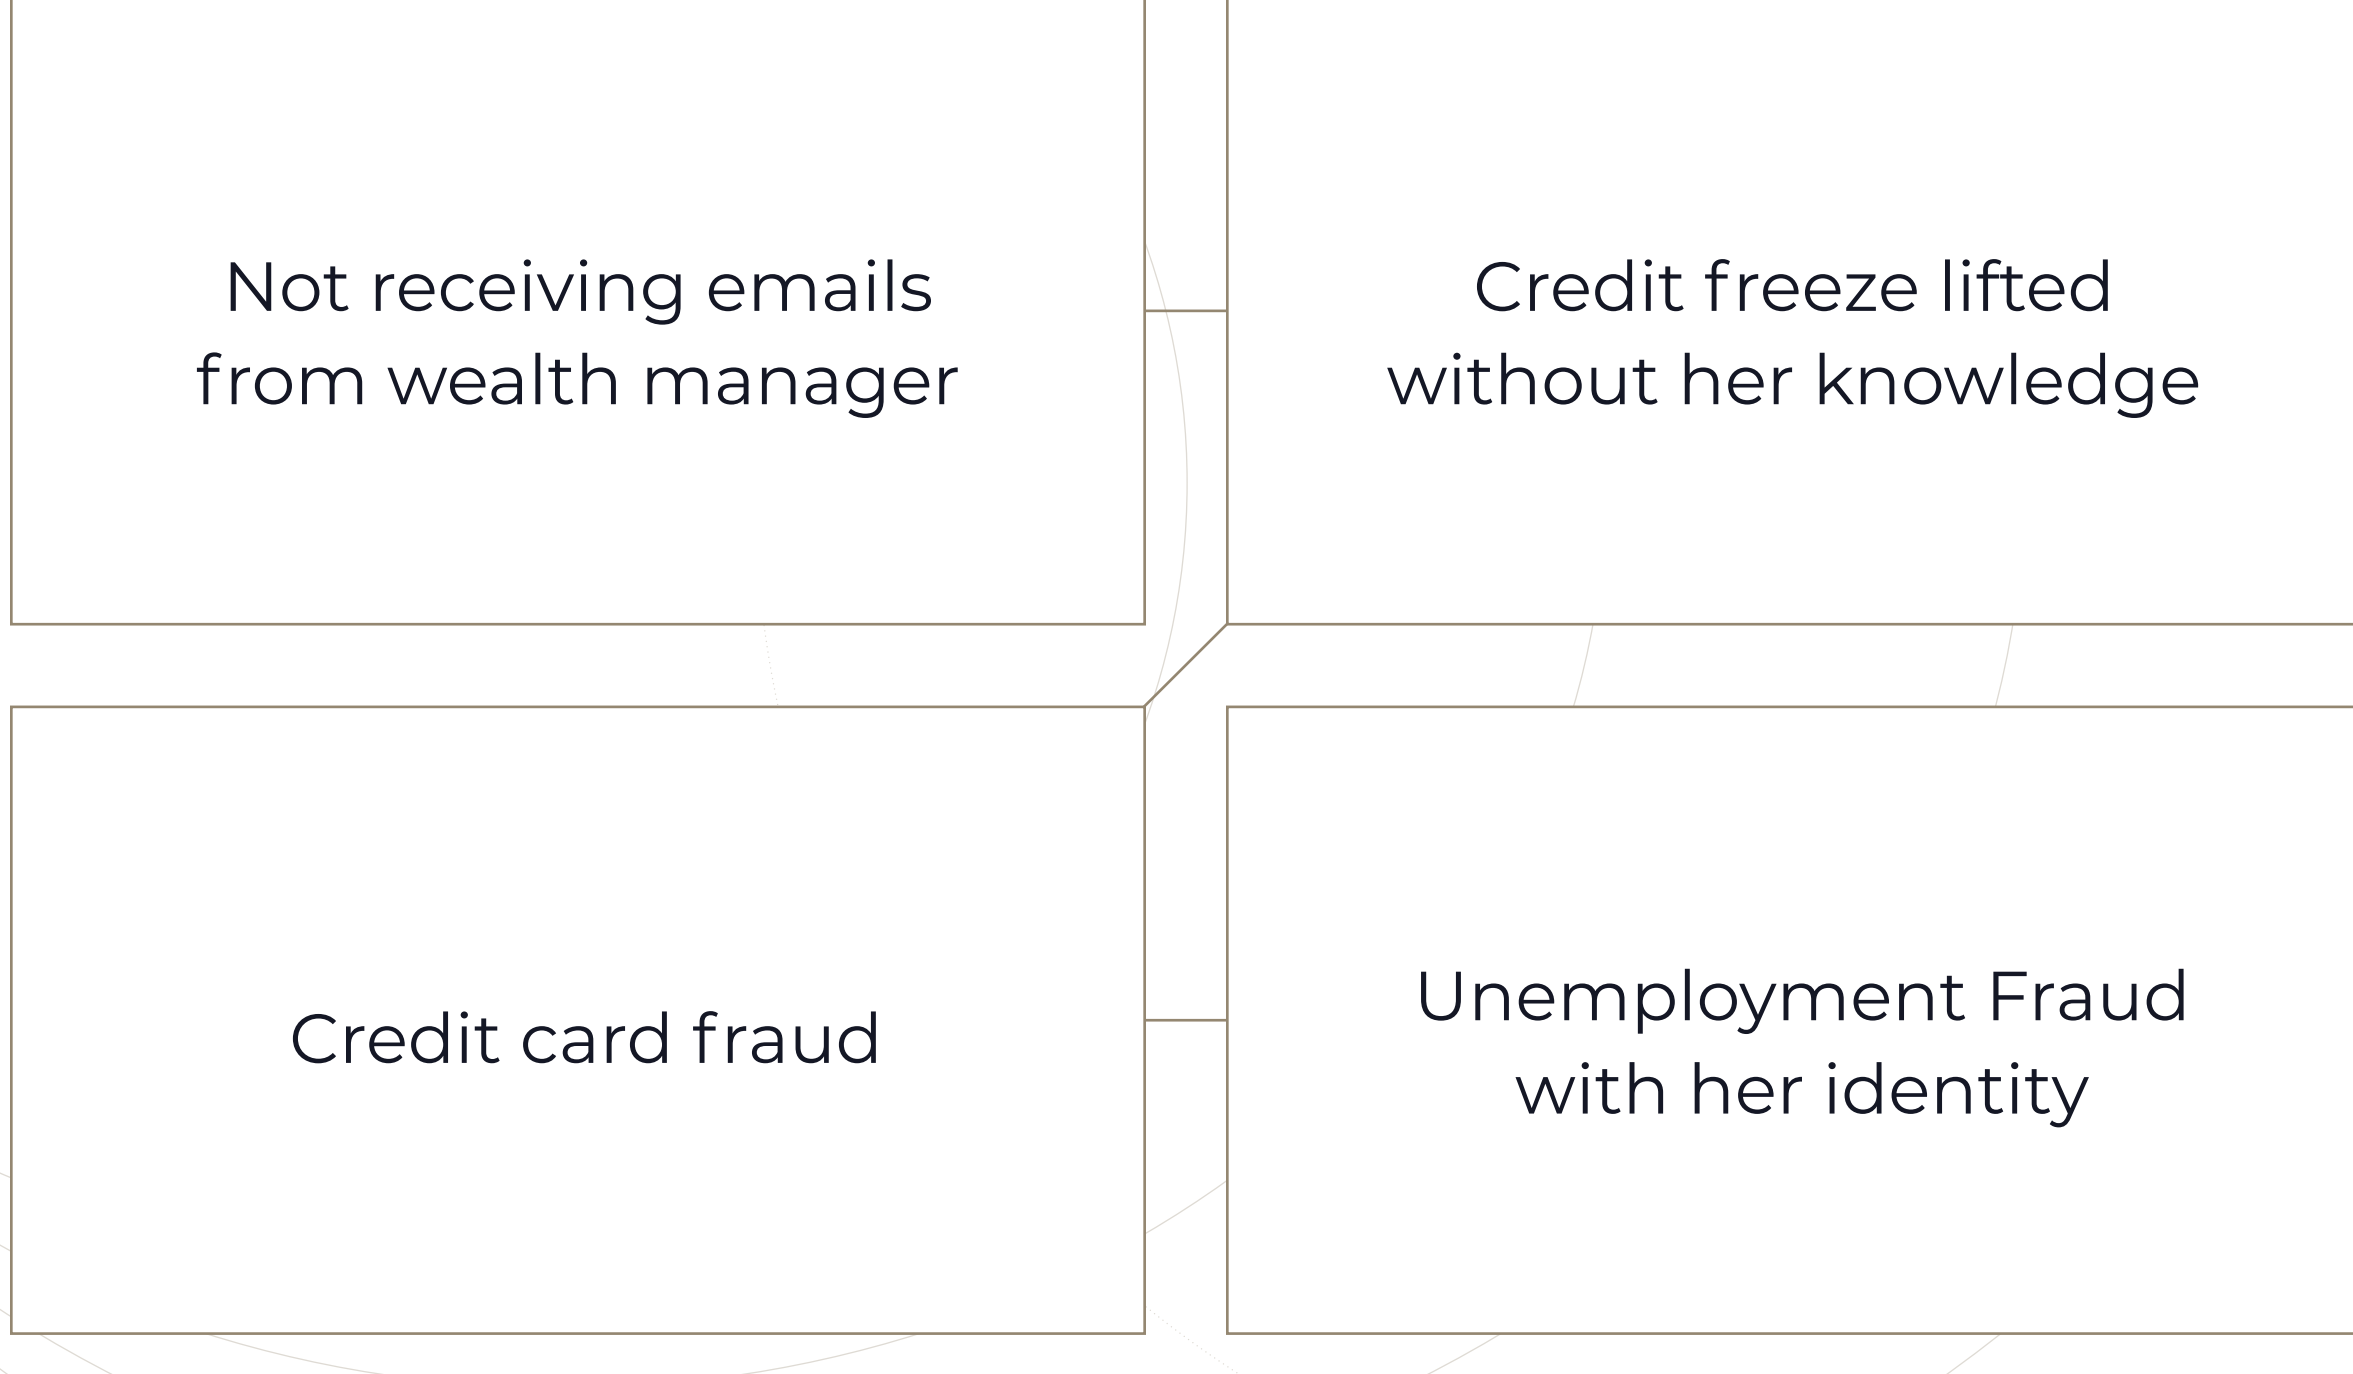 Not receiving emails
from wealth manager
Credit freeze lifted
without her knowledge
Credit card fraud
Unemployment Fraud
with her identity